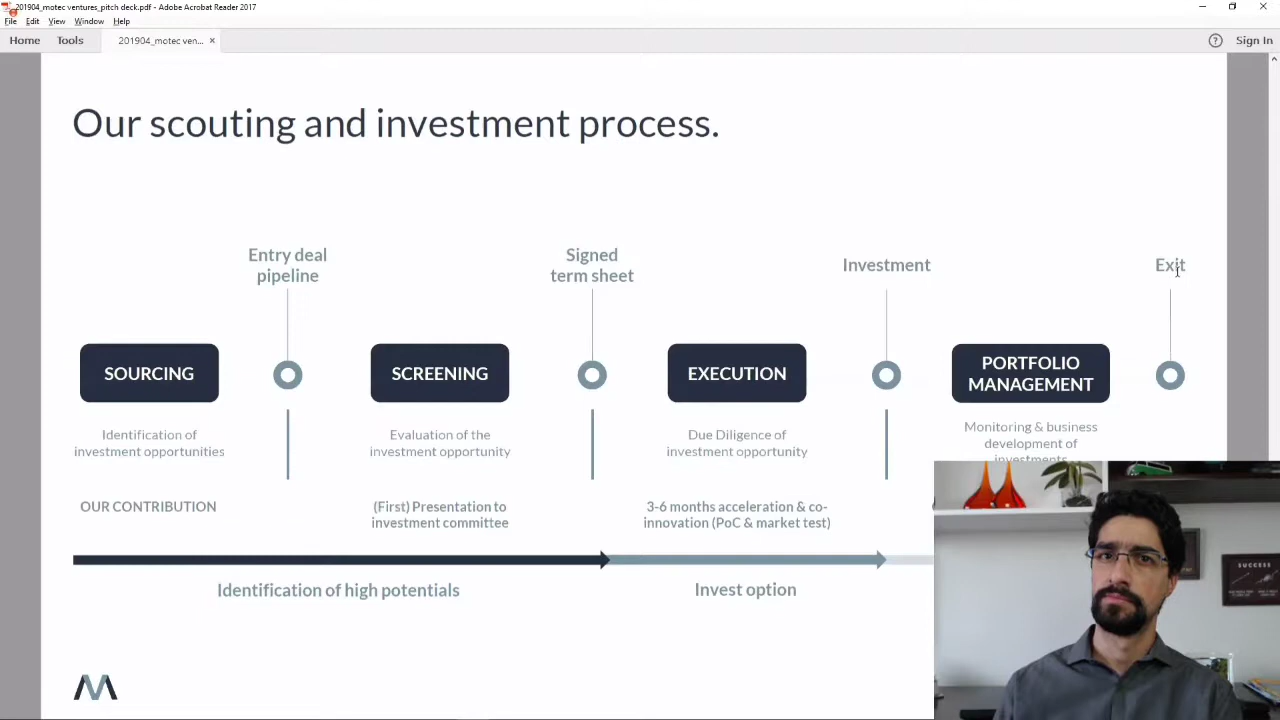 201904_motec ventures_pitch deck.pdf - Adobe Acrobat Reader 2017
File Edit View Window Help
Home Tools 201904_motec ven... × ? Sign In
Our scouting and investment process.
Entry deal
pipeline
Signed
term sheet
Investment
Exit
SOURCING
SCREENING
EXECUTION
PORTFOLIO
MANAGEMENT
Identification of
investment opportunities
Evaluation of the
investment opportunity
Due Diligence of
investment opportunity
Monitoring & business
development of
investments
OUR CONTRIBUTION
(First) Presentation to
investment committee
3-6 months acceleration & co-
innovation (PoC & market test)
Identification of high potentials
Invest option
SUCCESS